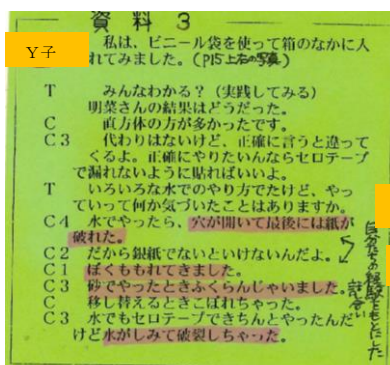 資料3
Y子
私は、ビニール袋を使って箱のなかに入
れてみました。(P15上左の写真)
T みんなわかる?(実践してみる)
明菜さんの結果はどうだった。
C 直方体の方が多かったです。
C3 代わりはないけど、正確に言うと違って
くるよ。正確にやりたいんならセロテープ
で漏れないように貼ればいいよ。
T いろいろな水でのやり方でたけど、やっ
ていって何か気づいたことはありますか。
C4 水でやったら、穴が開いて最後には紙が
破れた。
C2 だから銀紙でないといけないんだよ。
C1 ぼくももれてきました。
C3 砂でやったときふくらんじゃいました。
C 移し替えるときこぼれちゃった。
C3 水でもセロテープできちんとやったんだ
けど水がしみて破裂しちゃった。
自分たちの経験をもとにした